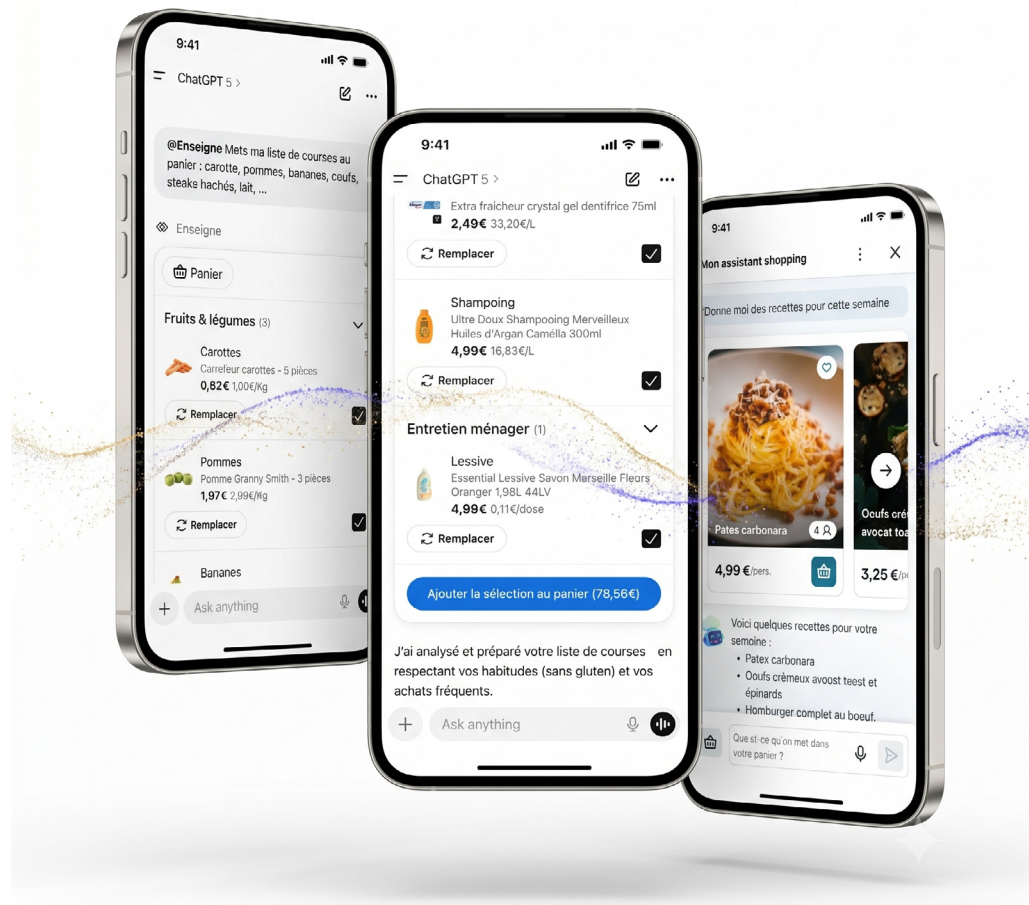 9:41
ChatGPT 5 >
@Enseigne Mets ma liste de courses au
panier : carotte, pommes, bananes, ceufs,
steaks hachés, lait, ...
Enseigne
Panier
Fruits & légumes (3)
Carottes
Carrefour carottes - 5 pièces
0,82€ 1,00€/Kg
Remplacer
Pommes
Pomme Granny Smith - 3 pièces
1,97€ 2,99€/Kg
Remplacer
Bananes
Ask anything
9:41
ChatGPT 5 >
Extra fraicheur crystal gel dentifrice 75ml
2,49€ 33,20€/L
Remplacer
Shampoing
Ultre Doux Shampooing Merveilleux
Huiles d'Argan Camélla 300ml
4,99€ 16,83€/L
Remplacer
Entretien ménager (1)
Lessive
Essential Lessive Savon Marseille Fleurs
Oranger 1,98L 44LV
4,99€ 0,11€/dose
Remplacer
Ajouter la sélection au panier (78,56€)
J'ai analysé et préparé votre liste de courses en
respectant vos habitudes (sans gluten) et vos
achats fréquents.
Ask anything
9:41
Mon assistant shopping
Donne moi des recettes pour cette semaine
Pates carbonara
4
4,99 €/pers.
Oeufs cré
avocat toa
3,25 €/pe
Voici quelques recettes pour votre
semoine :
• Patex carbonara
• Ooufs crèmeux avoost teest et
épinards
• Homburger complet au boeuf.
Que st-ce qu'on met dans
votre panier ?